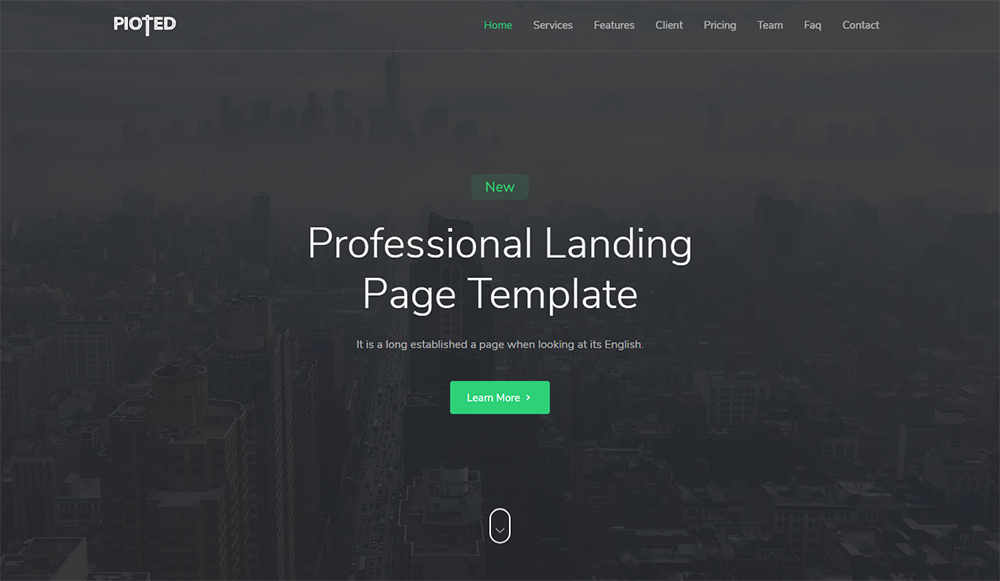 PIOTED
Home Services Features Client Pricing Team Faq Contact
New
Professional Landing
Page Template
It is a long established a page when looking at its English.
Learn More